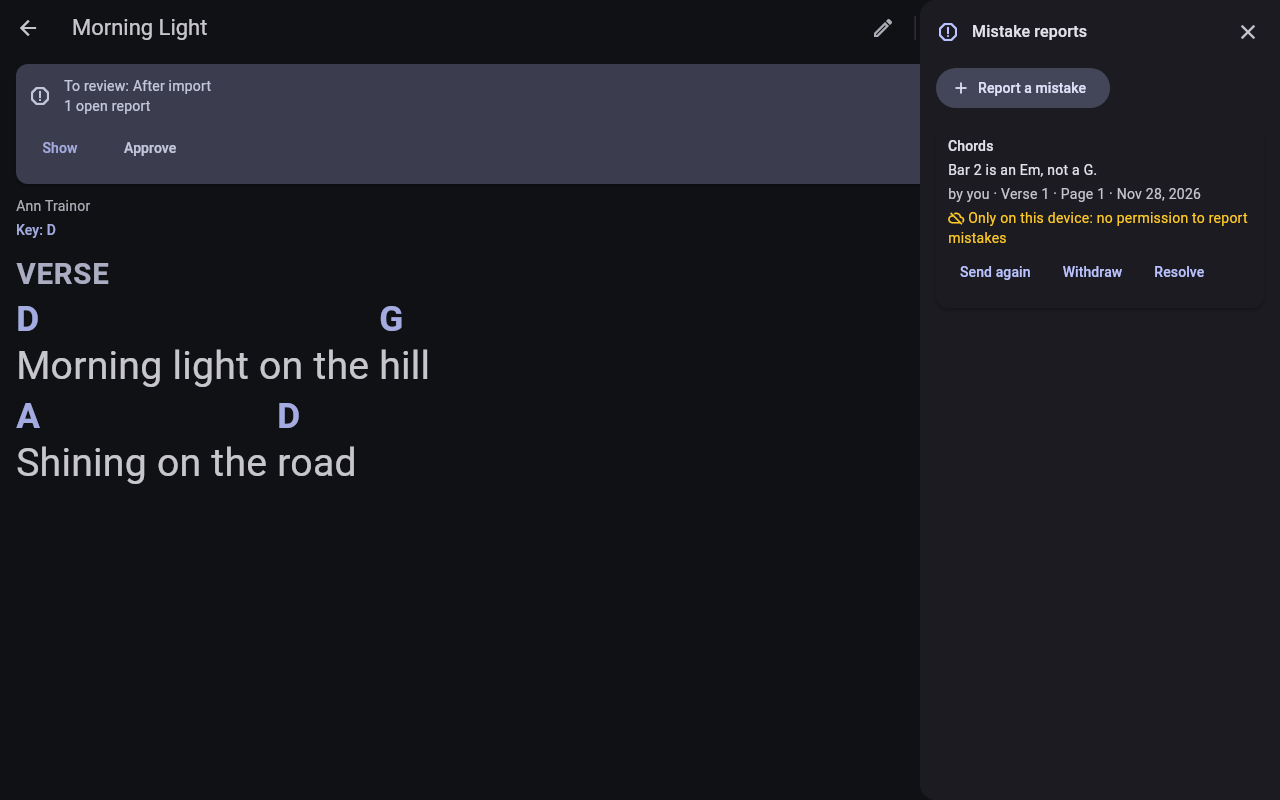 Morning Light
To review: After import
1 open report
Show
Approve
Ann Trainor
Key: D
VERSE
D G
Morning light on the hill
A D
Shining on the road
Mistake reports
Report a mistake
Chords
Bar 2 is an Em, not a G.
by you · Verse 1 · Page 1 · Nov 28, 2026
Only on this device: no permission to report
mistakes
Send again Withdraw Resolve